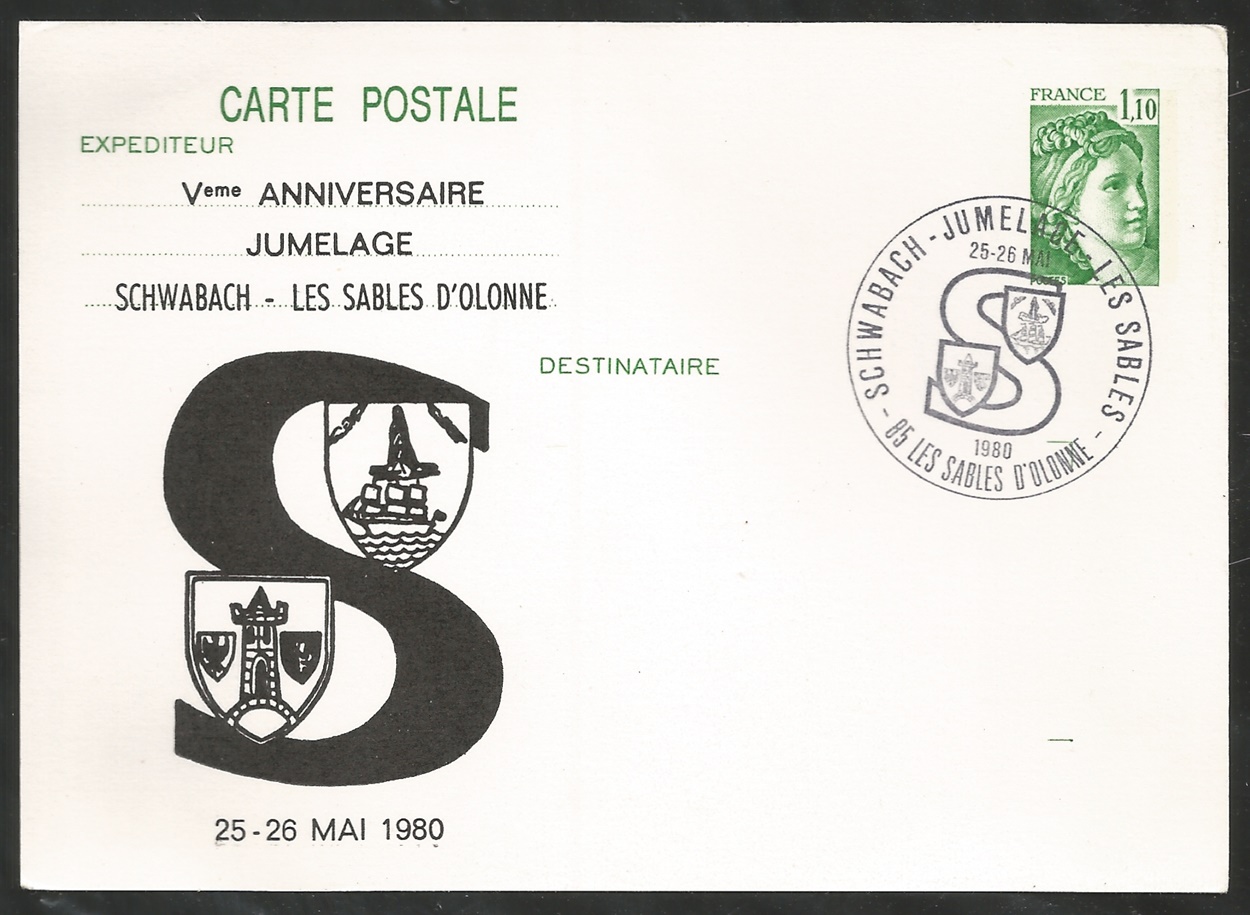 CARTE POSTALE
EXPEDITEUR
Veme ANNIVERSAIRE
JUMELAGE
SCHWABACH - LES SABLES D'OLONNE
DESTINATAIRE
25-26 MAI 1980
FRANCE 1,10
POSTES
SCHWABACH - JUMELAGE - LES SABLES -
25-26 MAI
1980
85 LES SABLES D'OLONNE -